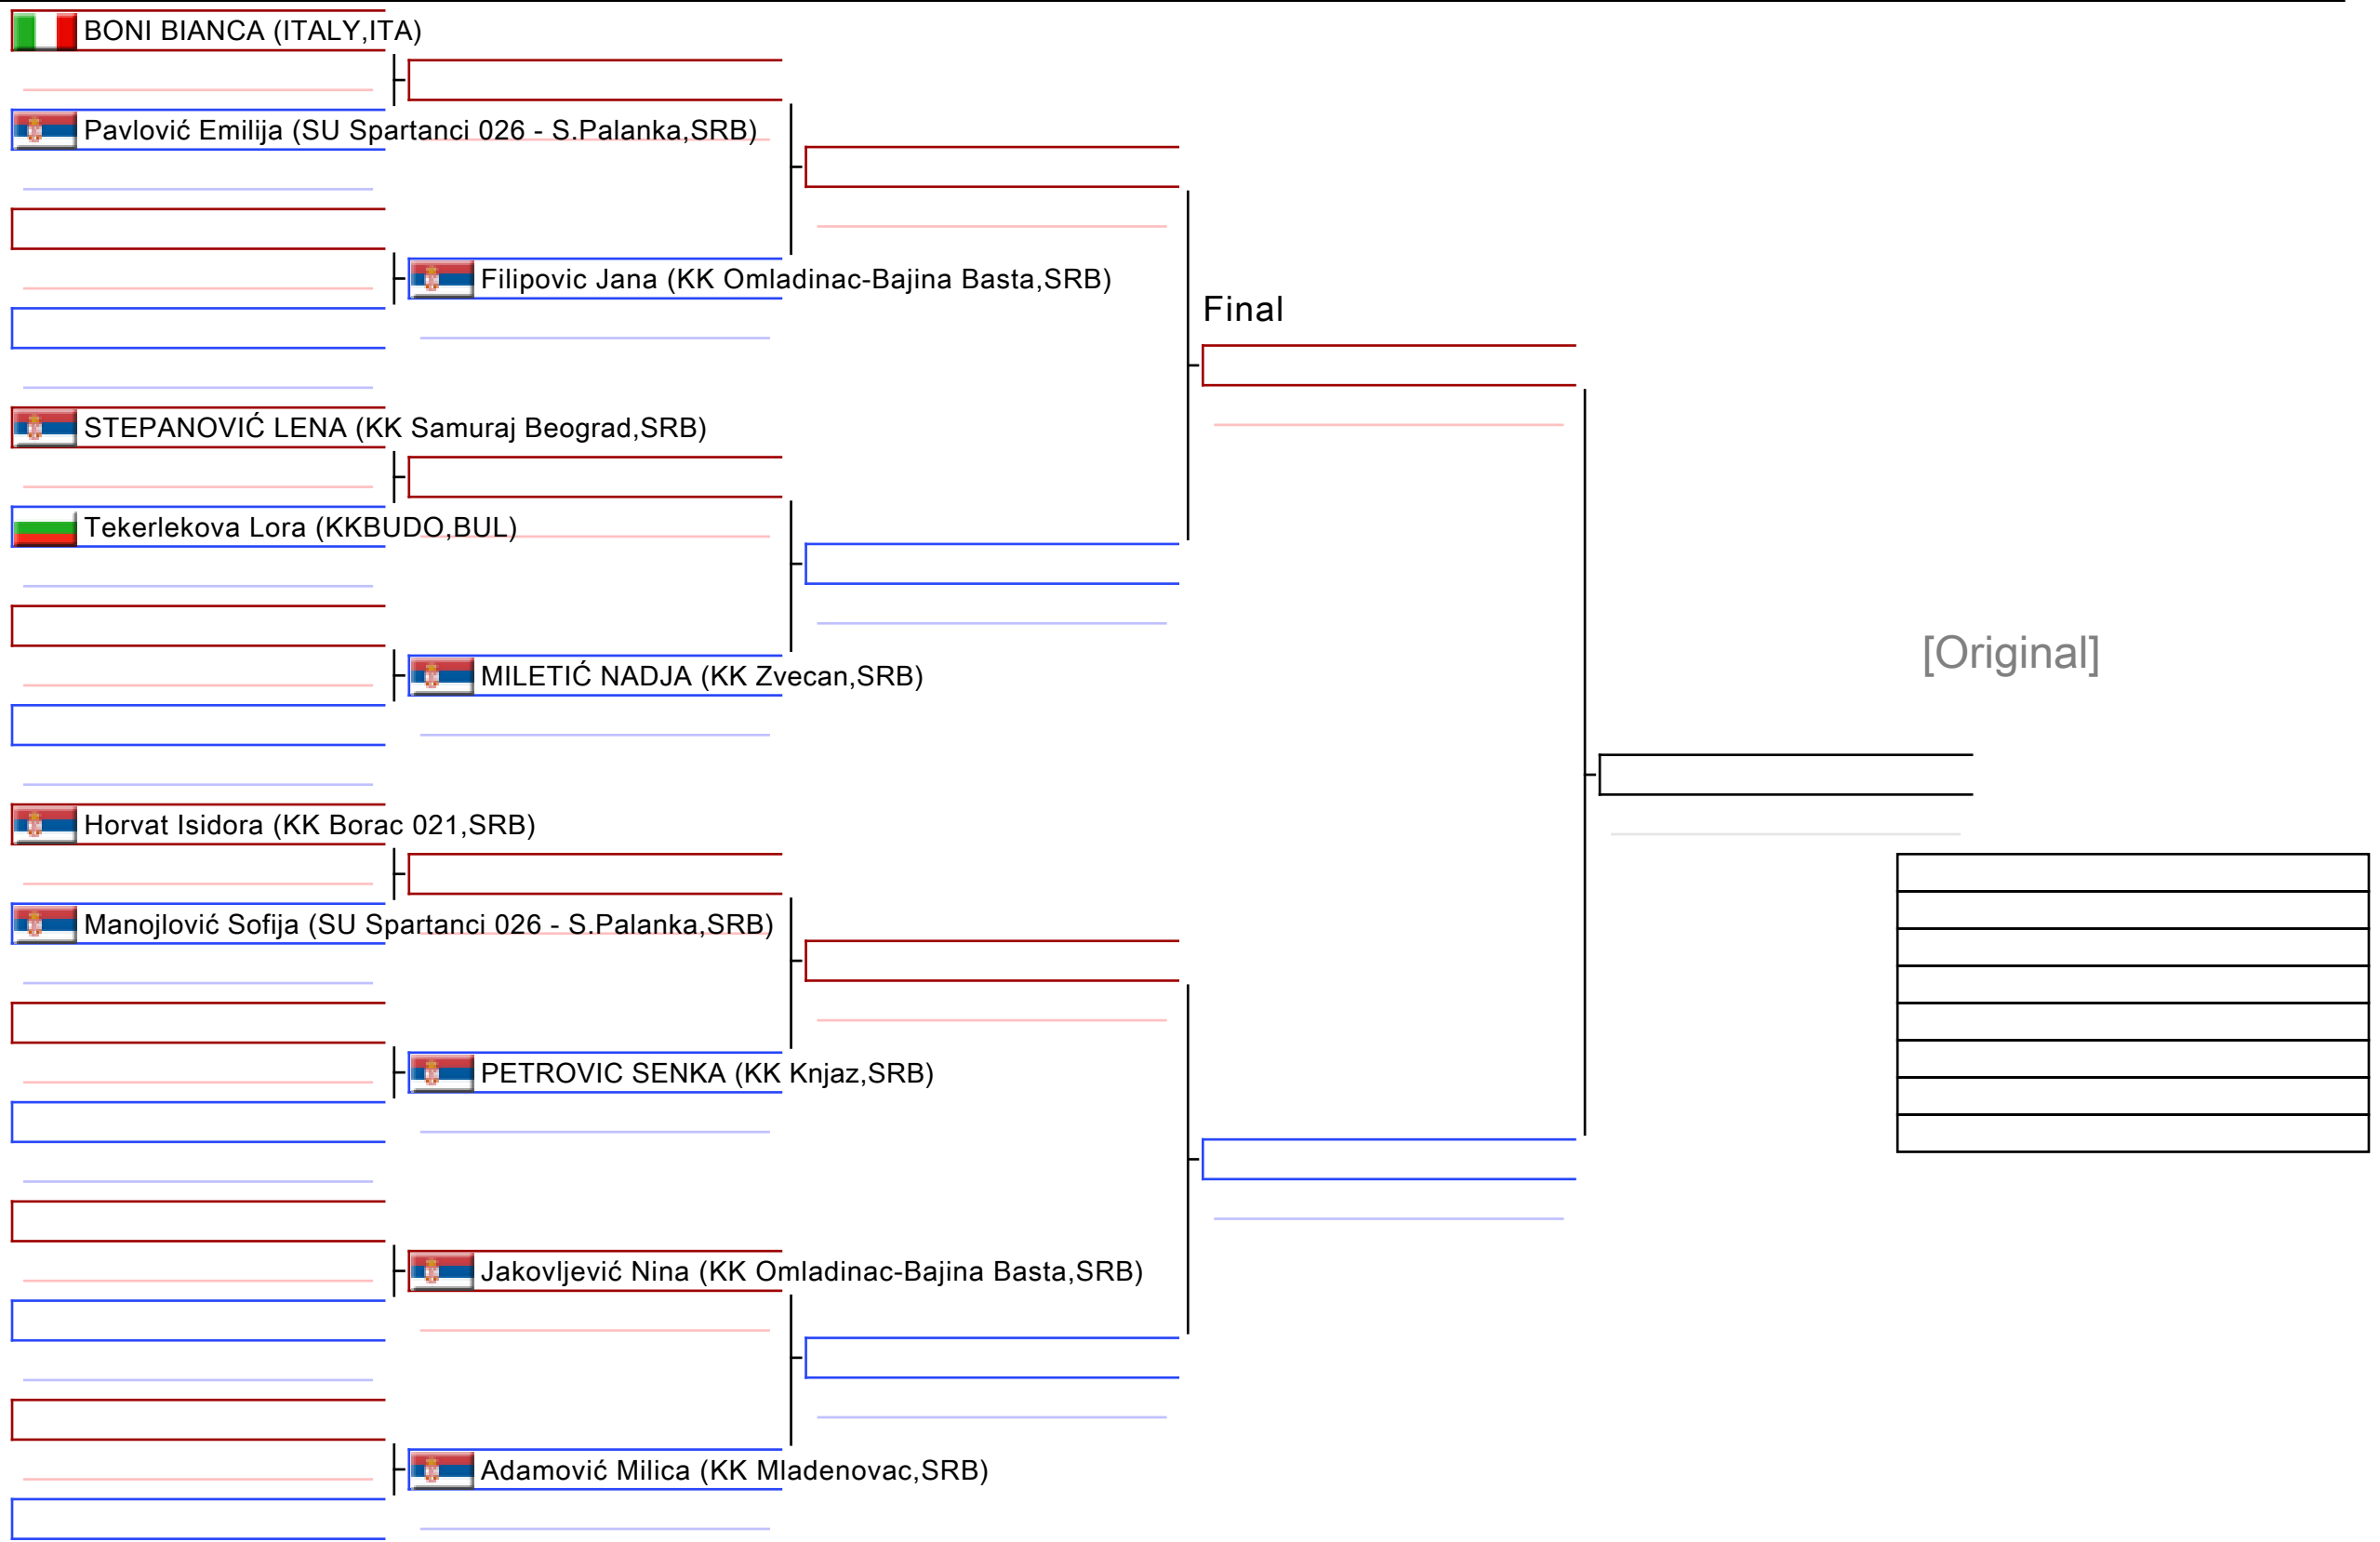 BONI BIANCA (ITALY,ITA)
Pavlović Emilija (SU Spartanci 026 - S.Palanka,SRB)
Filipovic Jana (KK Omladinac-Bajina Basta,SRB)
Final
STEPANOVIĆ LENA (KK Samuraj Beograd,SRB)
Tekerlekova Lora (KKBUDO,BUL)
[Original]
MILETIĆ NADJA (KK Zvecan,SRB)
Horvat Isidora (KK Borac 021,SRB)
Manojlović Sofija (SU Spartanci 026 - S.Palanka,SRB)
PETROVIC SENKA (KK Knjaz,SRB)
Jakovljević Nina (KK Omladinac-Bajina Basta,SRB)
Adamović Milica (KK Mladenovac,SRB)